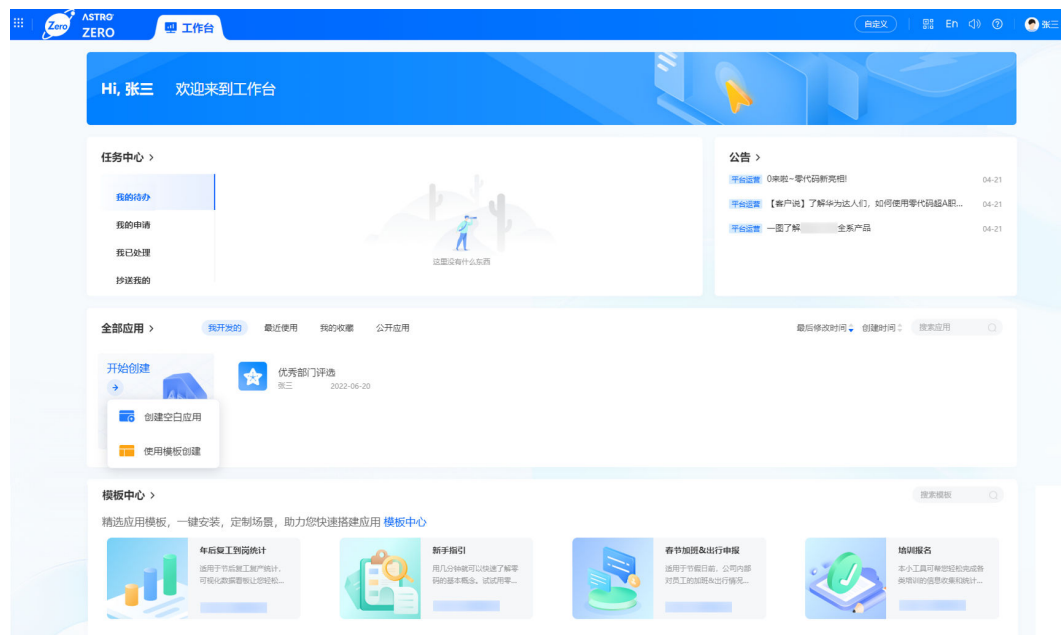 Zero
ASTRO
ZERO
工作台
自定义
En
张三
Hi, 张三 欢迎来到工作台
任务中心
我的待办
我的申请
我已处理
抄送我的
这里没有什么东西
公告
平台运营 0来啦~零代码新亮相! 04-21
平台运营 【客户说】了解华为达人们，如何使用零代码超A职... 04-21
平台运营 一图了解 全系产品 04-21
全部应用 我开发的 最近使用 我的收藏 公开应用 最后修改时间 创建时间 搜索应用
开始创建
优秀部门评选
张三 2022-06-20
创建空白应用
使用模板创建
模板中心 搜索模板
精选应用模板，一键安装，定制场景，助力您快速搭建应用 模板中心
年后复工到岗统计
适用于节后复工复产统计，
可视化数据看板让您轻松...
新手指引
用几分钟就可以快速了解零
码的基本概念。试试用零...
春节加班&出行申报
适用于节假日前，公司内部
对员工的加班&出行情况...
培训报名
本小工具可帮您轻松完成各
类培训的信息收集和统计...